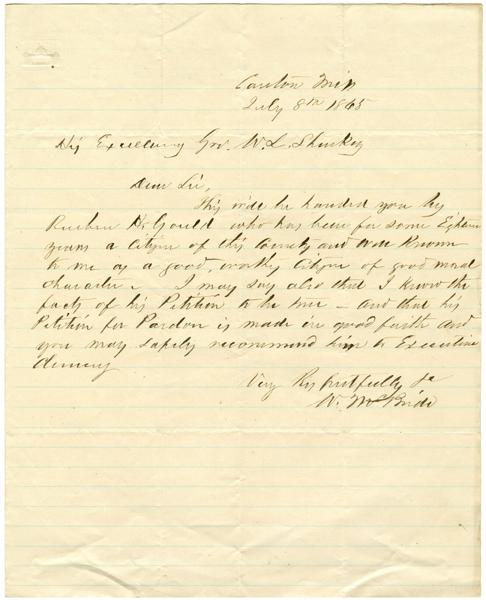 Canton Miss
July 8th 1865
His Excellency Gov. W. L. Sharkey
Dear Sir,
This will be handed you by
Reuben H. Gould who has been for some Eighteen
years a Citizen of this County and well known
to me as a good, worthy Citizen of good moral
character - I may say also that I know the
facts of his Petition to be true - and that his
Petition for Pardon is made in good faith and
you may safely recommend him to Executive
clemency
Very Respectfully &c
W. McBride